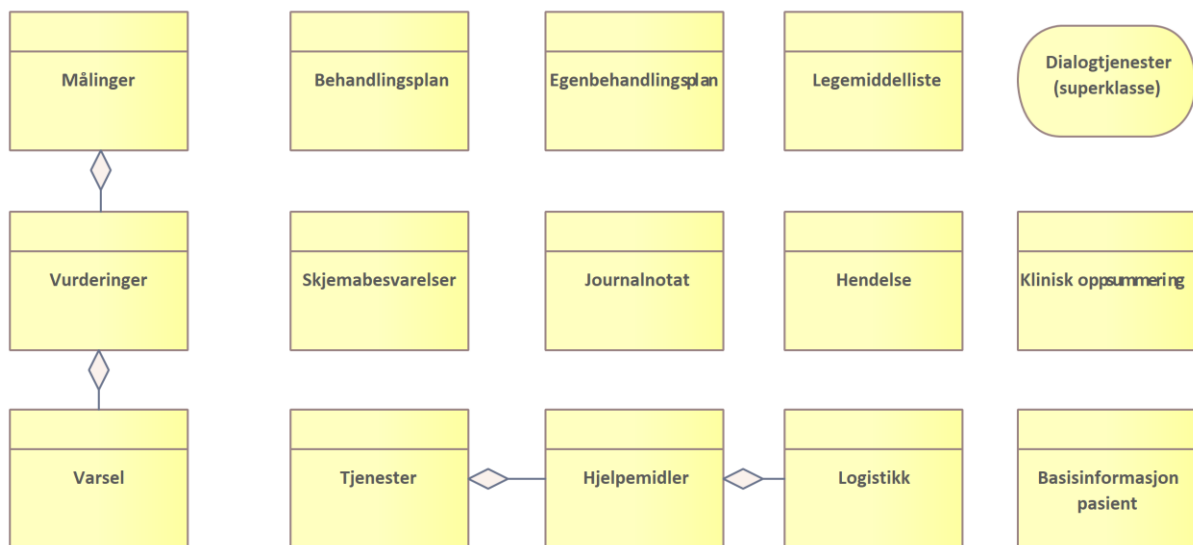 Målinger
Behandlingsplan
Egenbehandlingsplan
Legemiddelliste
Dialogtjenester
(superklasse)
Vurderinger
Skjemabesvarelser
Journalnotat
Hendelse
Klinisk oppsummering
Varsel
Tjenester
Hjelpemidler
Logistikk
Basisinformasjon
pasient